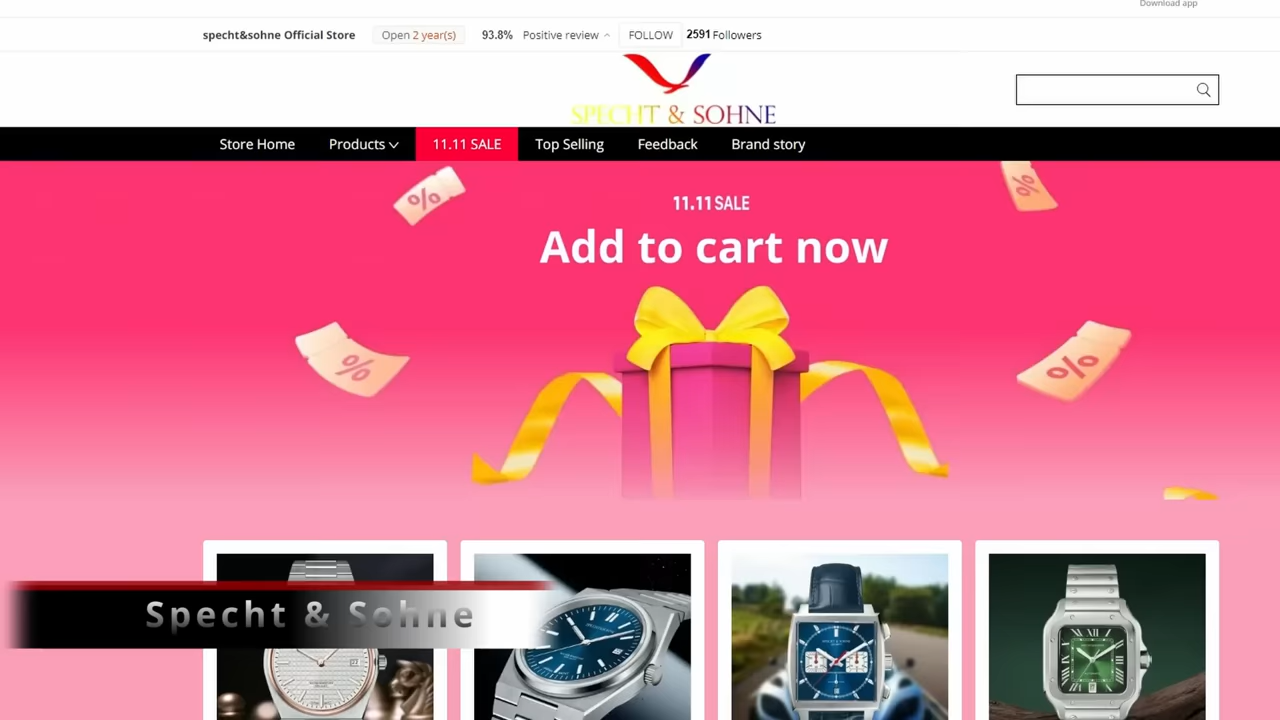 Download app
specht&sohne Official Store Open 2 year(s) 93.8% Positive review FOLLOW 2591 Followers
SPECHT & SOHNE
Store Home Products 11.11 SALE Top Selling Feedback Brand story
11.11 SALE
Add to cart now
%
%
%
%
Specht & Sohne